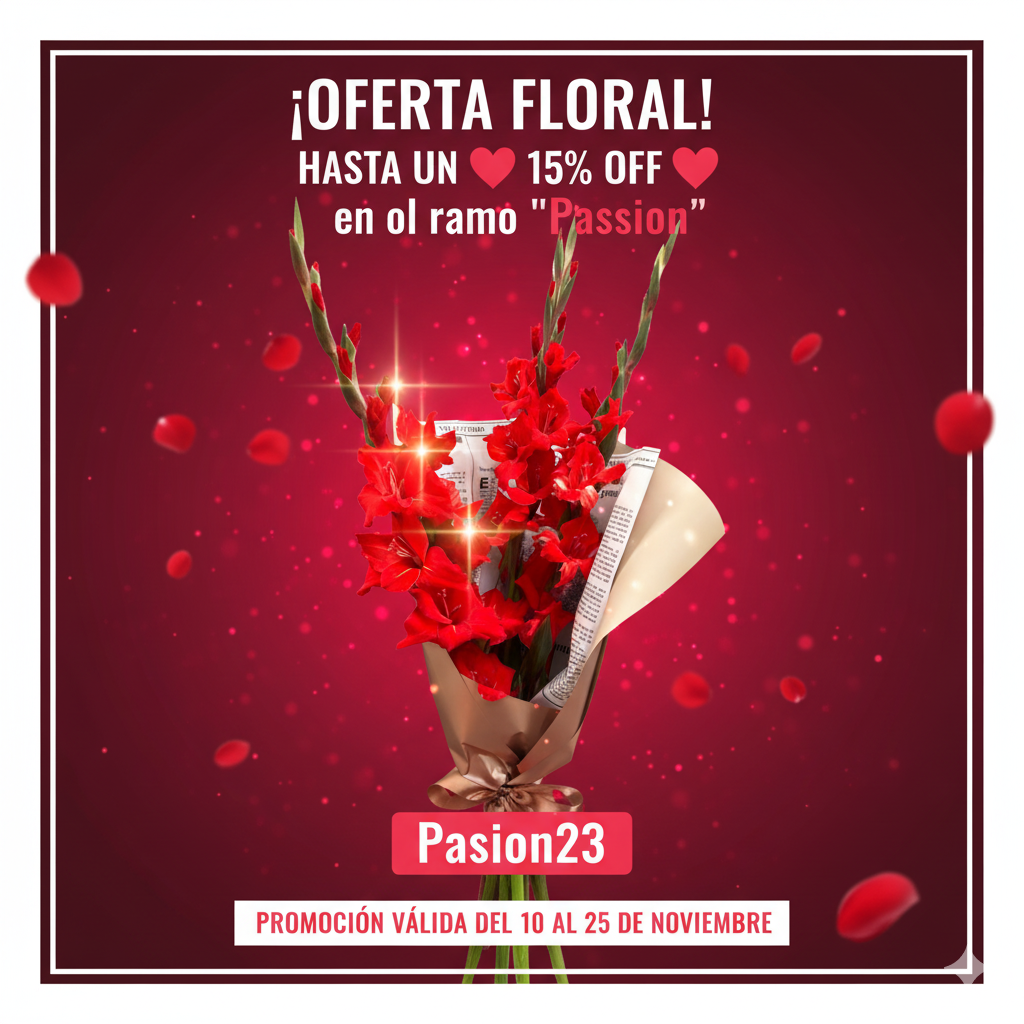 ¡OFERTA FLORAL!
HASTA UN ❤ 15% OFF ❤
en ol ramo "Passion”
Pasion23
PROMOCIÓN VÁLIDA DEL 10 AL 25 DE NOVIEMBRE